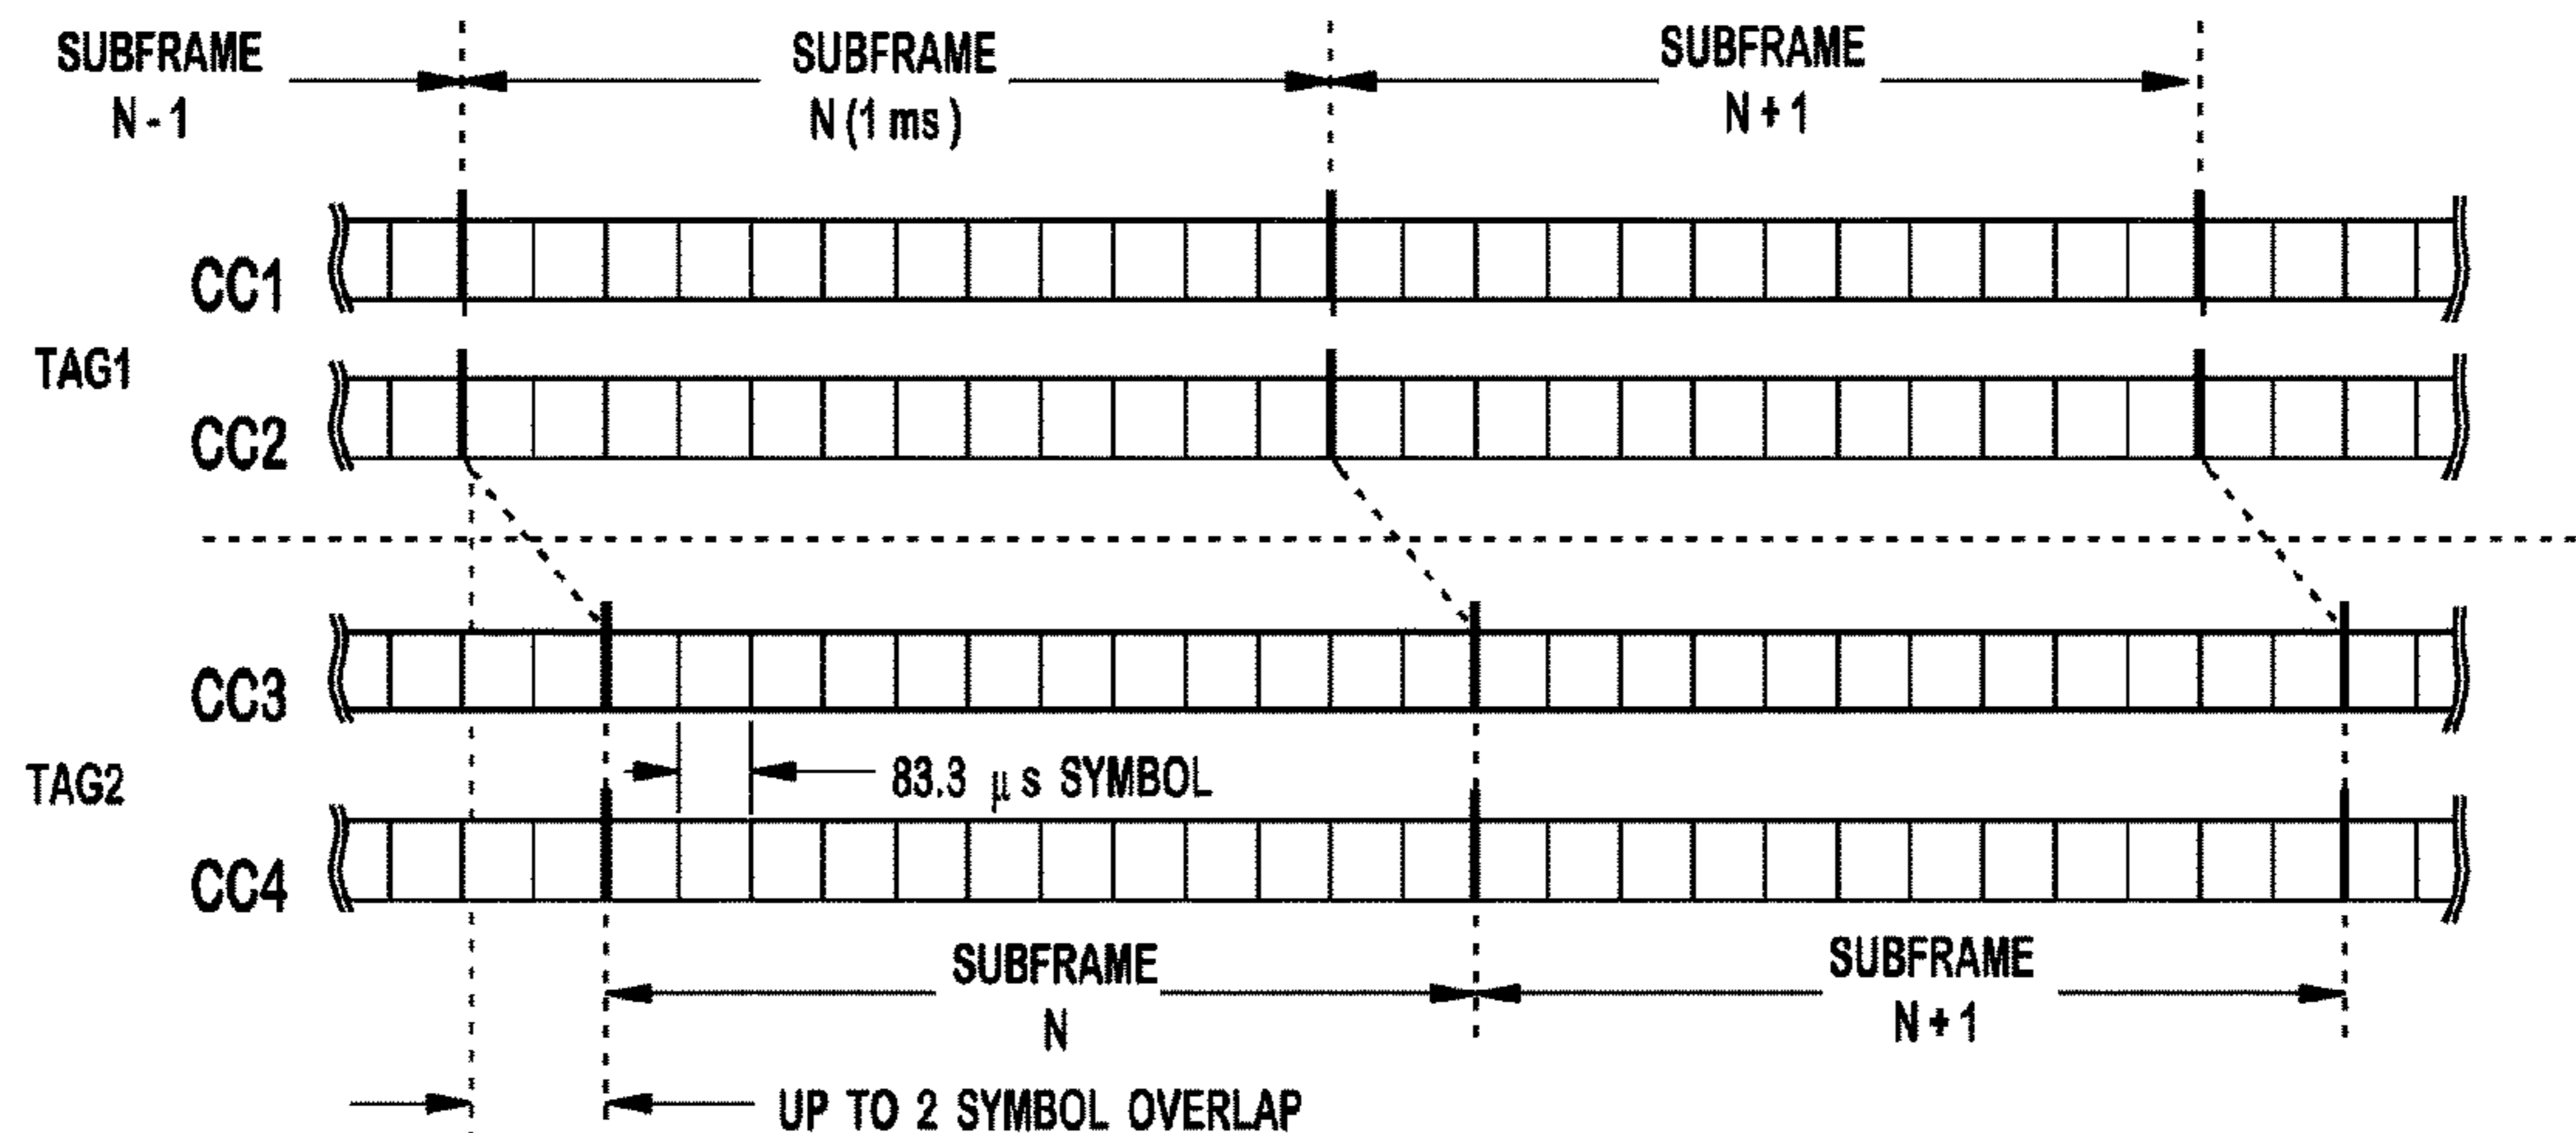 SUBFRAME
N - 1
SUBFRAME
N (1 ms )
SUBFRAME
N + 1
CC1
TAG1
CC2
CC3
TAG2
83.3 μs SYMBOL
CC4
SUBFRAME
N
SUBFRAME
N + 1
UP TO 2 SYMBOL OVERLAP